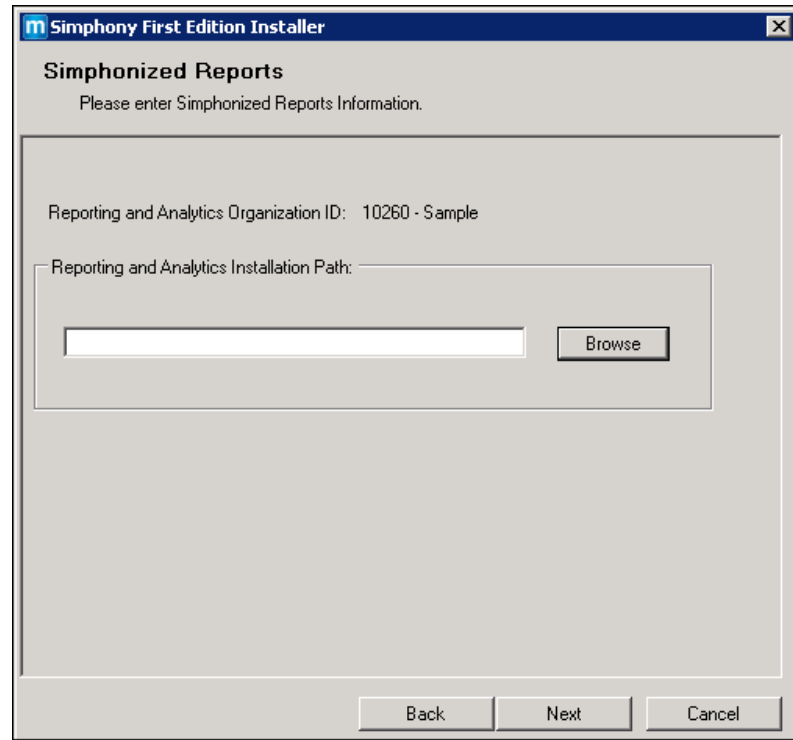 m Simphony First Edition Installer
Simphonized Reports
Please enter Simphonized Reports Information.
Reporting and Analytics Organization ID: 10260 - Sample
Reporting and Analytics Installation Path:
Browse
Back Next Cancel